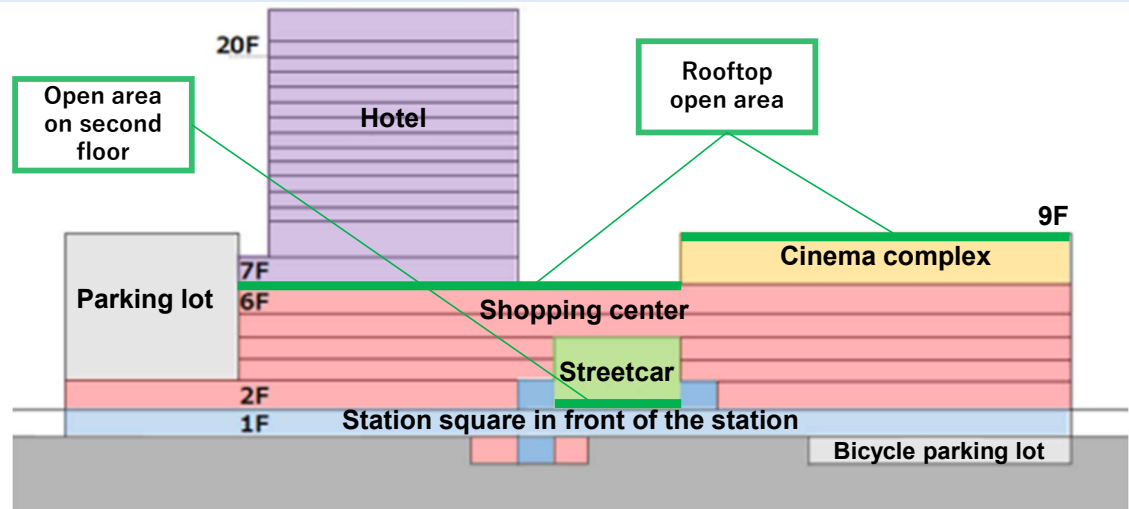 20F
Open area
on second
floor
Rooftop
open area
Hotel
9F
Cinema complex
7F
Parking lot
6F
Shopping center
Streetcar
2F
Station square in front of the station
1F
Bicycle parking lot